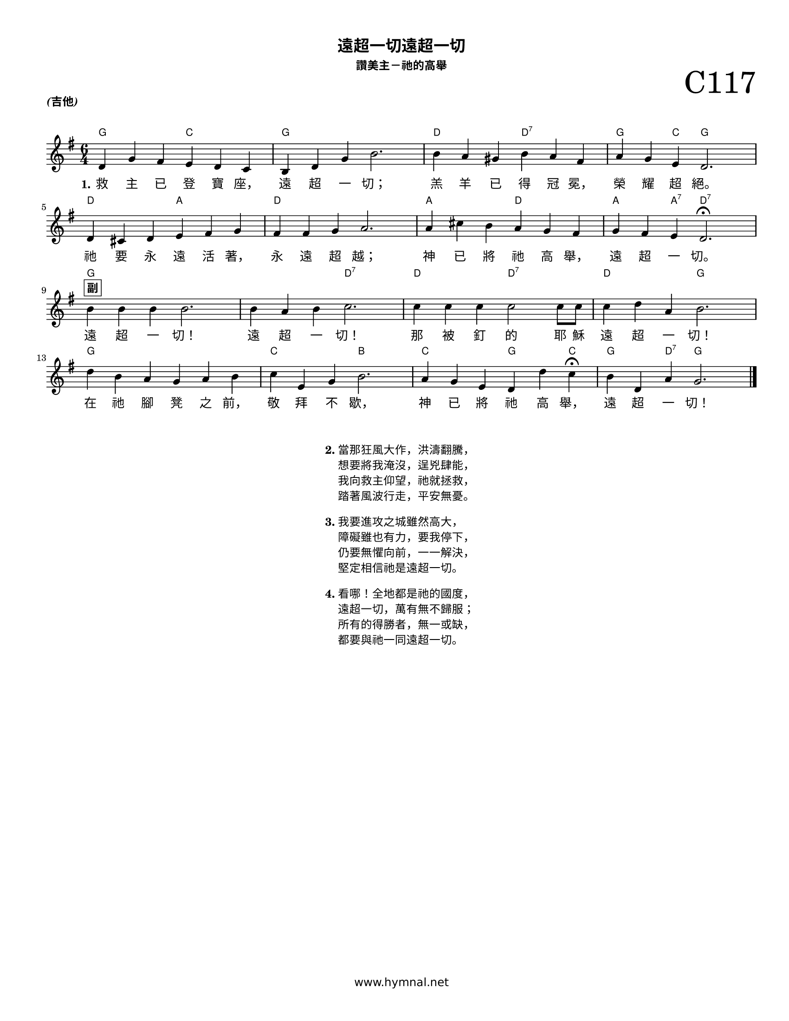 遠超一切遠超一切
讚美主－祂的高舉
C117
(吉他)
G C G D D7 G C G
6
4
1. 救 主 已 登 寶 座， 遠 超 一 切； 羔 羊 已 得 冠 冕， 榮 耀 超 絕。
D A D A D A A7 D7
5
祂 要 永 遠 活 著， 永 遠 超 越； 神 已 將 祂 高 舉， 遠 超 一 切。
G D7 D D7 D G
9 副
遠 超 一 切！ 遠 超 一 切！ 那 被 釘 的 耶 穌 遠 超 一 切！
G C B C G C G D7 G
13
在 祂 腳 凳 之 前， 敬 拜 不 歇， 神 已 將 祂 高 舉， 遠 超 一 切！
2. 當那狂風大作，洪濤翻騰，
想要將我淹沒，逞兇肆能，
我向救主仰望，祂就拯救，
踏著風波行走，平安無憂。
3. 我要進攻之城雖然高大，
障礙雖也有力，要我停下，
仍要無懼向前，一一解決，
堅定相信祂是遠超一切。
4. 看哪！全地都是祂的國度，
遠超一切，萬有無不歸服；
所有的得勝者，無一或缺，
都要與祂一同遠超一切。
www.hymnal.net